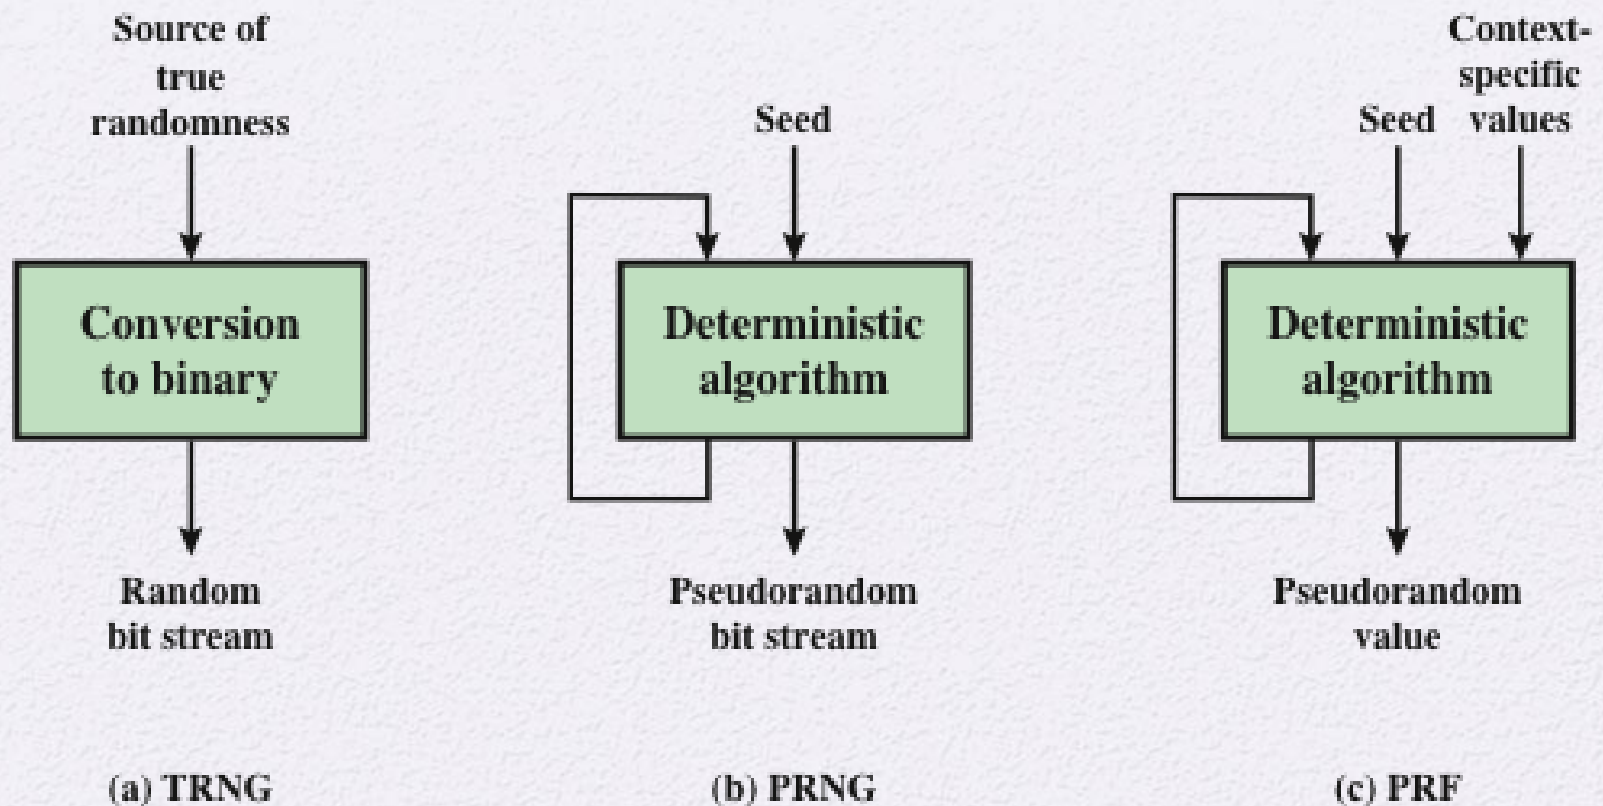 Source of
true
randomness
Conversion
to binary
Random
bit stream
(a) TRNG
Seed
Deterministic
algorithm
Pseudorandom
bit stream
(b) PRNG
Seed
Context-
specific
values
Deterministic
algorithm
Pseudorandom
value
(c) PRF